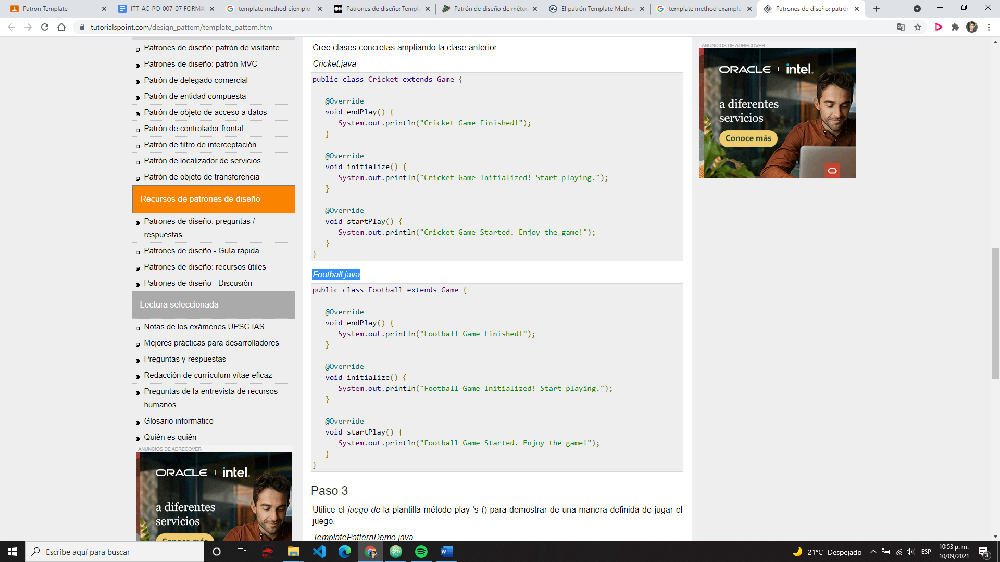 Patron Template
ITT-AC-PO-007-07 FORMA
template method ejemplo
Patrones de diseño: Templa
Patrón de diseño de méto
El patrón Template Metho
template method example
Patrones de diseño: patrón
tutorialspoint.com/design_pattern/template_pattern.htm
Patrones de diseño: patrón de visitante
Patrones de diseño: patrón MVC
Patrón de delegado comercial
Patrón de entidad compuesta
Patrón de objeto de acceso a datos
Patrón de controlador frontal
Patrón de filtro de interceptación
Patrón de localizador de servicios
Patrón de objeto de transferencia
Recursos de patrones de diseño
Patrones de diseño: preguntas /
respuestas
Patrones de diseño - Guía rápida
Patrones de diseño: recursos útiles
Patrones de diseño - Discusión
Lectura seleccionada
Notas de los exámenes UPSC IAS
Mejores prácticas para desarrolladores
Preguntas y respuestas
Redacción de currículum vítae eficaz
Preguntas de la entrevista de recursos
humanos
Glosario informático
Quién es quién
ANUNCIOS DE ADRECOVER
ORACLE + intel.
a diferentes
servicios
Conoce más
Cree clases concretas ampliando la clase anterior.
Cricket.java
public class Cricket extends Game {
@Override
void endPlay() {
System.out.println("Cricket Game Finished!");
}
@Override
void initialize() {
System.out.println("Cricket Game Initialized! Start playing.");
}
@Override
void startPlay() {
System.out.println("Cricket Game Started. Enjoy the game!");
}
}
Football.java
public class Football extends Game {
@Override
void endPlay() {
System.out.println("Football Game Finished!");
}
@Override
void initialize() {
System.out.println("Football Game Initialized! Start playing.");
}
@Override
void startPlay() {
System.out.println("Football Game Started. Enjoy the game!");
}
}
Paso 3
Utilice el juego de la plantilla método play 's () para demostrar de una manera definida de jugar el
juego.
TemplatePatternDemo.java
ANUNCIOS DE ADRECOVER
ORACLE + intel.
a diferentes
servicios
Conoce más
Escribe aquí para buscar
21°C Despejado
ESP
10:53 p. m.
10/09/2021
3